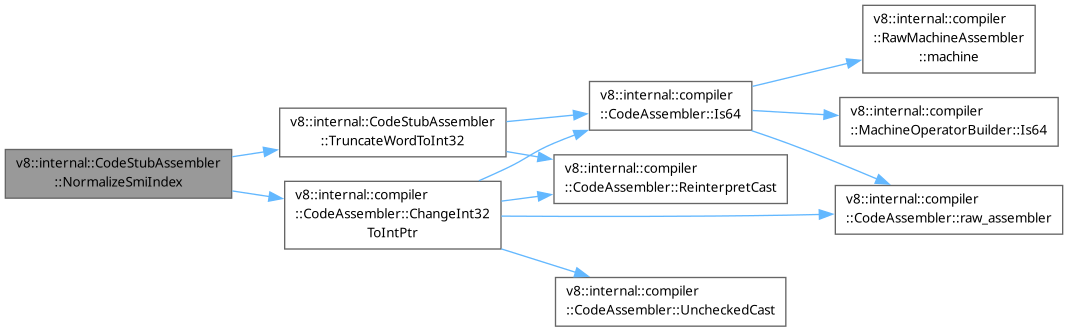 v8::internal::CodeStubAssembler
::NormalizeSmiIndex
v8::internal::CodeStubAssembler
::TruncateWordToInt32
v8::internal::compiler
::CodeAssembler::ChangeInt32
ToIntPtr
v8::internal::compiler
::CodeAssembler::Is64
v8::internal::compiler
::CodeAssembler::ReinterpretCast
v8::internal::compiler
::CodeAssembler::UncheckedCast
v8::internal::compiler
::RawMachineAssembler
::machine
v8::internal::compiler
::MachineOperatorBuilder::Is64
v8::internal::compiler
::CodeAssembler::raw_assembler